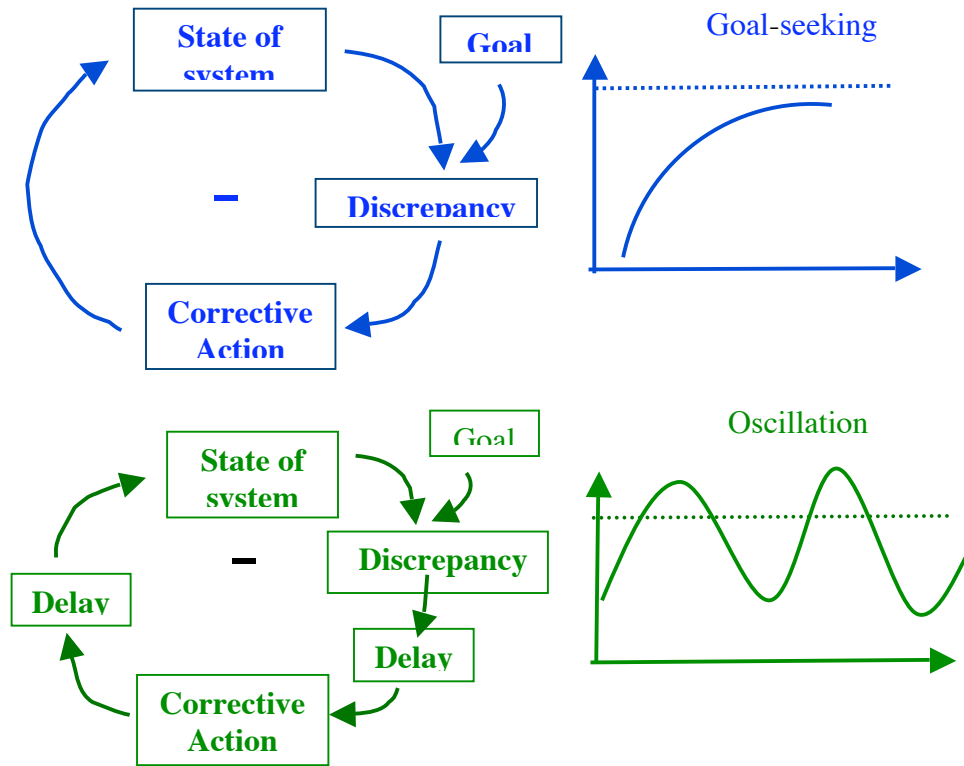 State of
system
Goal
Goal-seeking
–
Discrepancy
Corrective
Action
State of
system
Goal
Oscillation
–
Discrepancy
Delay
Delay
Corrective
Action